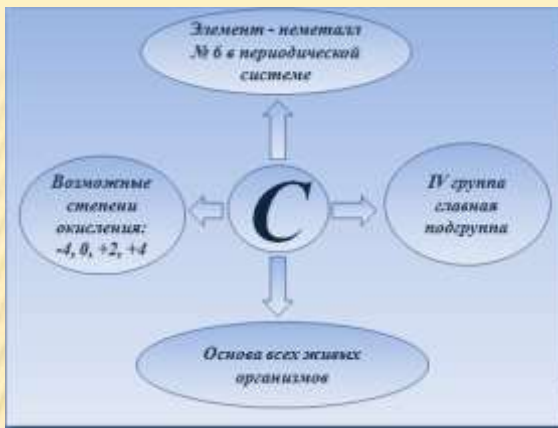 Элемент - неметалл
№ 6 в периодической
системе
Возможные
степени
окисления:
-4, 0, +2, +4
С
IV группа
главная
подгруппа
Основа всех живых
организмов